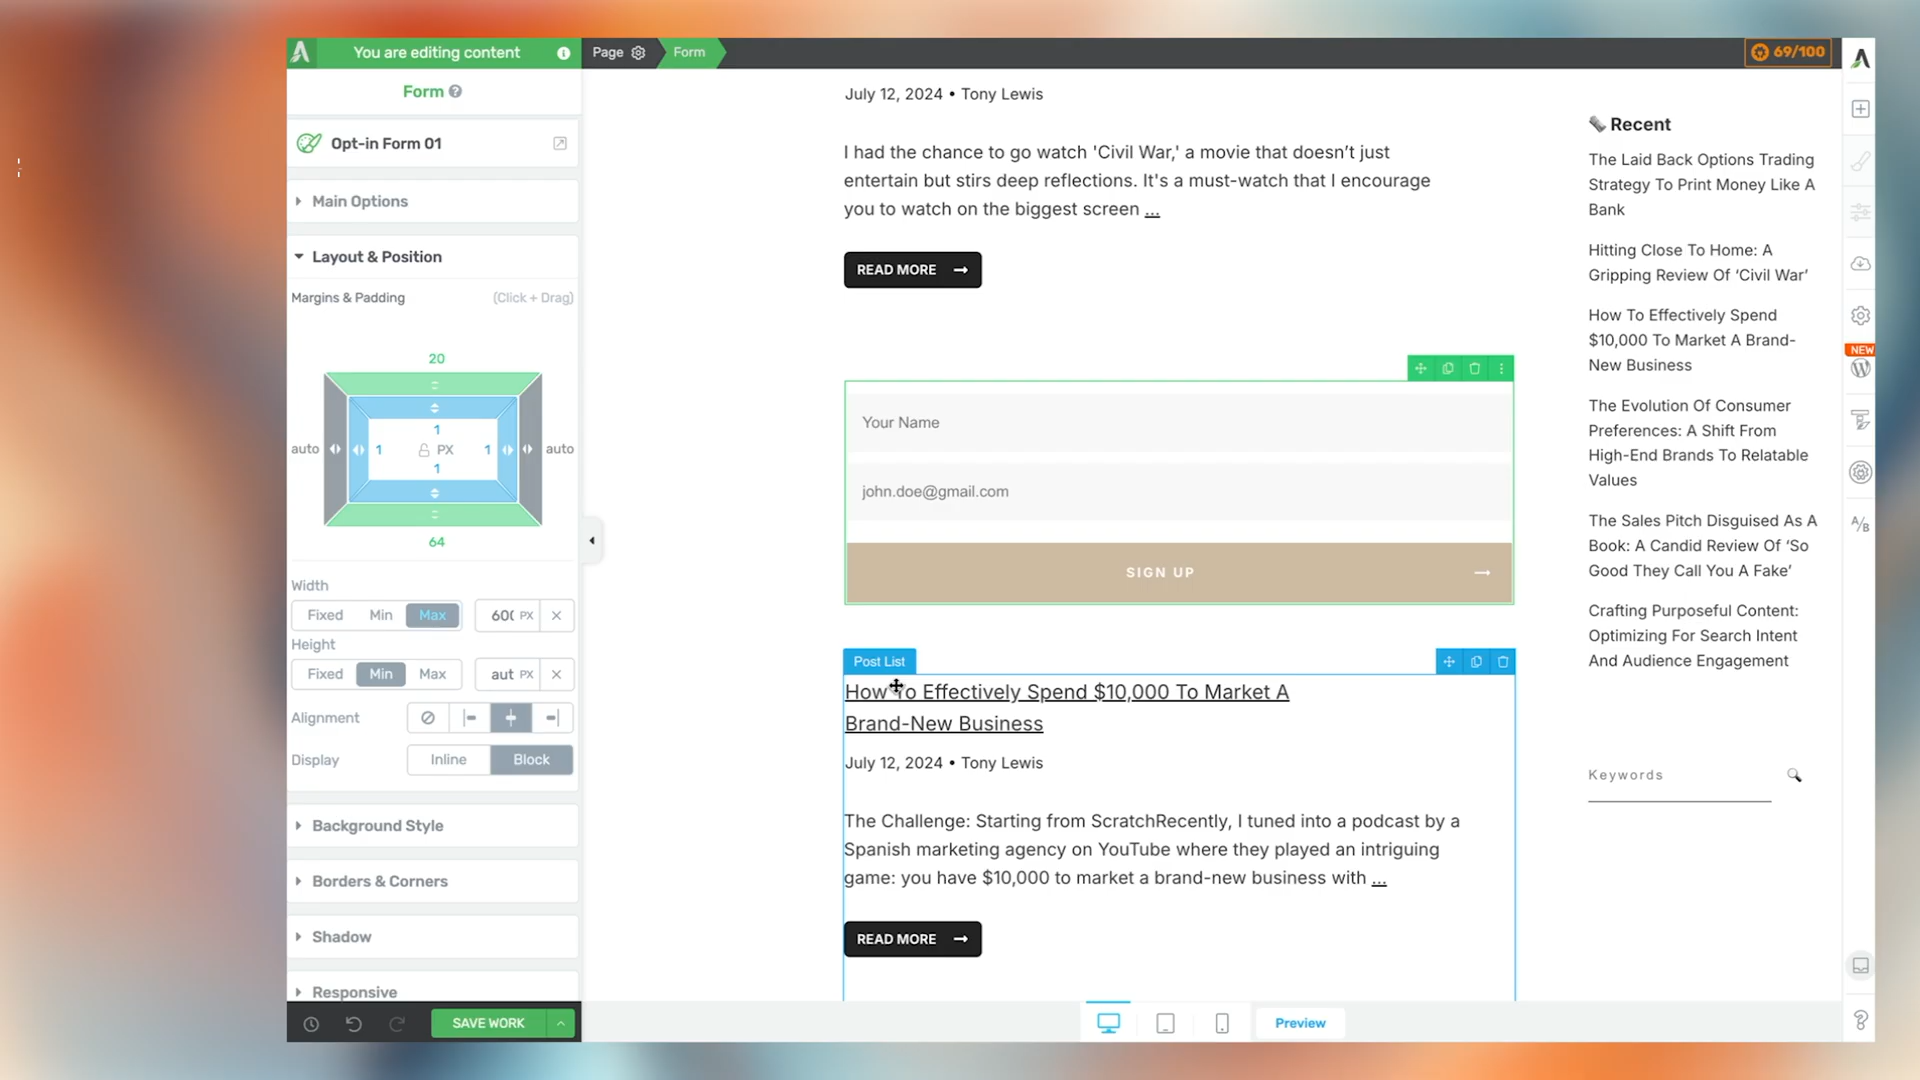 You are editing content
Page
Form
69/100
Form
Opt-in Form 01
Main Options
Layout & Position
Margins & Padding
(Click + Drag)
20
1
auto
1
PX
1
auto
1
64
Width
Fixed
Min
Max
600
PX
Height
Fixed
Min
Max
aut
PX
Alignment
Display
Inline
Block
Background Style
Borders & Corners
Shadow
Responsive
SAVE WORK
July 12, 2024 • Tony Lewis
I had the chance to go watch 'Civil War,' a movie that doesn’t just
entertain but stirs deep reflections. It's a must-watch that I encourage
you to watch on the biggest screen ...
READ MORE
Your Name
john.doe@gmail.com
SIGN UP
Post List
How To Effectively Spend $10,000 To Market A
Brand-New Business
July 12, 2024 • Tony Lewis
The Challenge: Starting from ScratchRecently, I tuned into a podcast by a
Spanish marketing agency on YouTube where they played an intriguing
game: you have $10,000 to market a brand-new business with ...
READ MORE
Preview
Recent
The Laid Back Options Trading
Strategy To Print Money Like A
Bank
Hitting Close To Home: A
Gripping Review Of ‘Civil War’
How To Effectively Spend
$10,000 To Market A Brand-
New Business
The Evolution Of Consumer
Preferences: A Shift From
High-End Brands To Relatable
Values
The Sales Pitch Disguised As A
Book: A Candid Review Of ‘So
Good They Call You A Fake’
Crafting Purposeful Content:
Optimizing For Search Intent
And Audience Engagement
Keywords
NEW
A/B